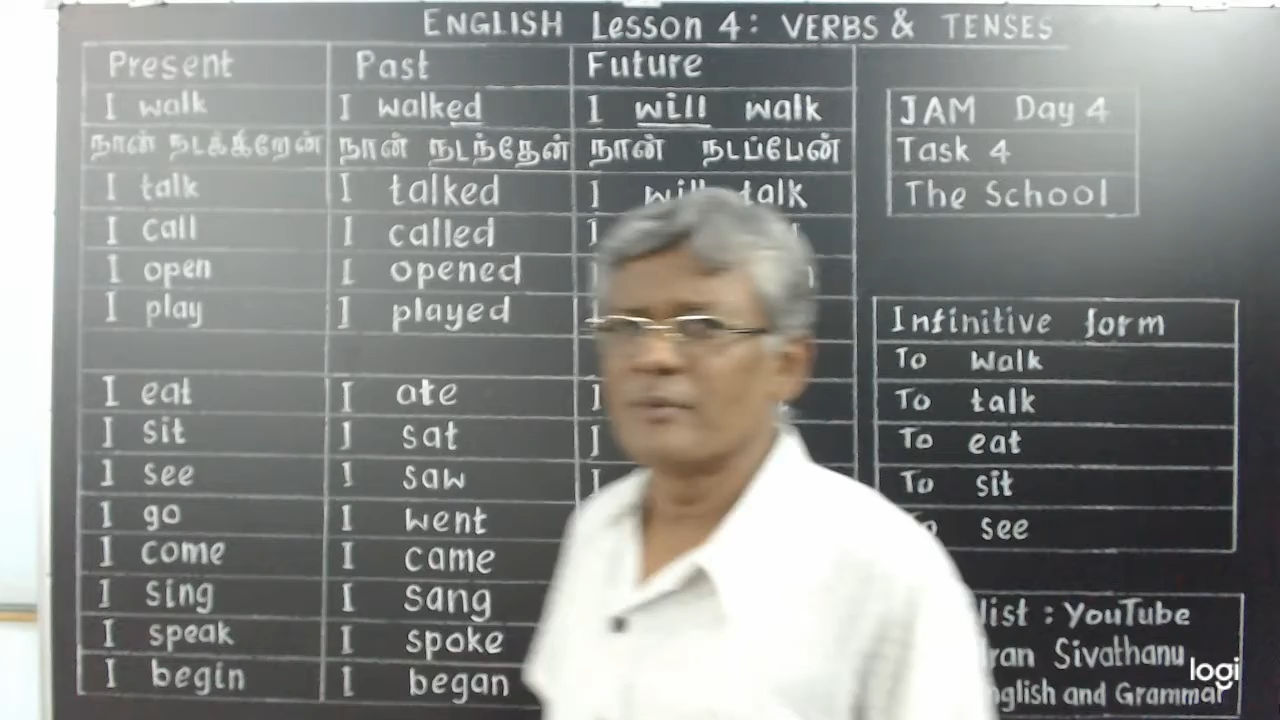 ENGLISH Lesson 4: VERBS & TENSES
Present Past Future
I walk I walked I will walk
நான் நடக்கிறேன் நான் நடந்தேன் நான் நடப்பேன்
I talk I talked I will talk
I call I called I
I open I opened
I play I played
I eat I ate I
I sit I sat I
I see I saw I
I go I went
I come I came
I sing I sang
I speak I spoke
I begin I began
JAM Day 4
Task 4
The School
Infinitive form
To walk
To talk
To eat
To sit
To see
: YouTube
Sivathanu
and Grammar
logi